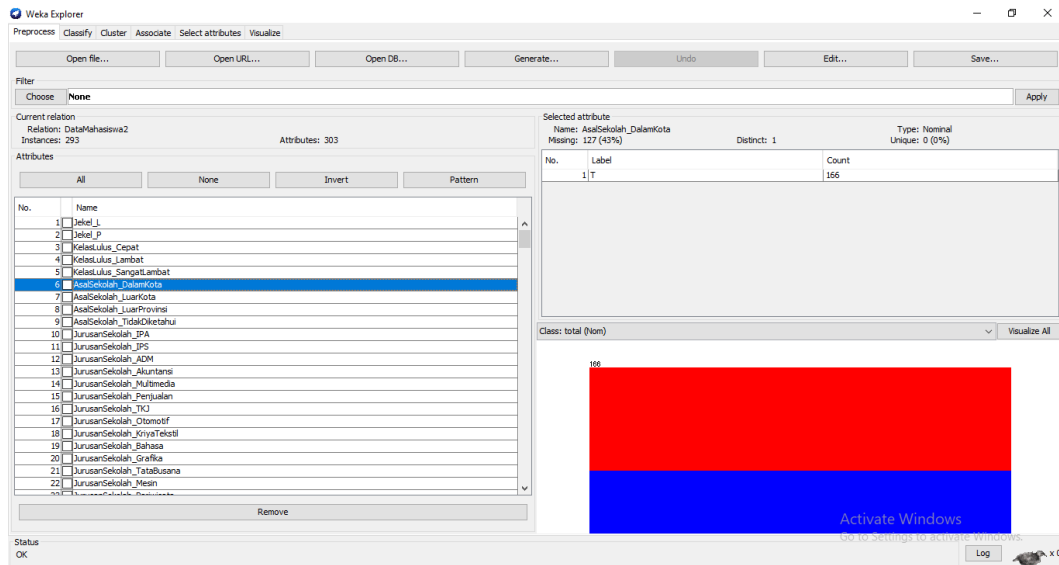 Weka Explorer
Preprocess Classify Cluster Associate Select attributes Visualize
Open file... Open URL... Open DB... Generate... Undo Edit... Save...
Filter
Choose None Apply
Current relation
Relation: DataMahasiswa2
Instances: 293 Attributes: 303
Attributes
All None Invert Pattern
No. Name
1 Jekel_L
2 Jekel_P
3 KelasLulus_Cepat
4 KelasLulus_Lambat
5 KelasLulus_SangatLambat
6 AsalSekolah_DalamKota
7 AsalSekolah_LuarKota
8 AsalSekolah_LuarProvinsi
9 AsalSekolah_TidakDiketahui
10 JurusanSekolah_IPA
11 JurusanSekolah_IPS
12 JurusanSekolah_ADM
13 JurusanSekolah_Akuntansi
14 JurusanSekolah_Multimedia
15 JurusanSekolah_Penjualan
16 JurusanSekolah_TKJ
17 JurusanSekolah_Otomotif
18 JurusanSekolah_KriyaTekstil
19 JurusanSekolah_Bahasa
20 JurusanSekolah_Grafika
21 JurusanSekolah_TataBusana
22 JurusanSekolah_Mesin
Remove
Selected attribute
Name: AsalSekolah_DalamKota Type: Nominal
Missing: 127 (43%) Distinct: 1 Unique: 0 (0%)
No. Label Count
1 T 166
Class: total (Nom) Visualize All
166
Activate Windows
Go to Settings to activate Windows.
Status
OK
Log x 0